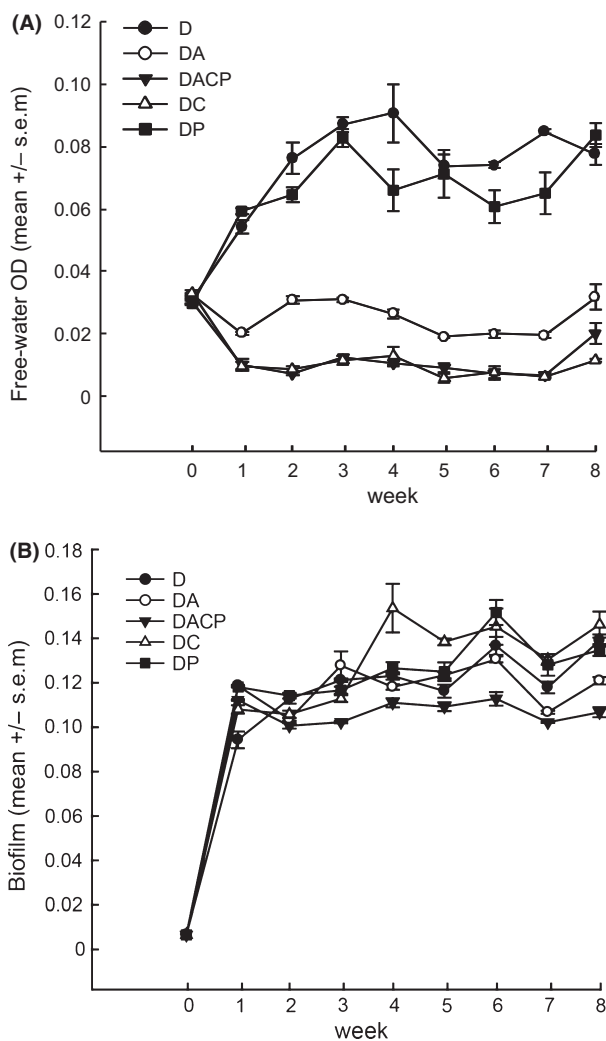 (A)
0.12
0.10
0.08
0.06
0.04
0.02
0
Free-water OD (mean +/– s.e.m)
D
DA
DACP
DC
DP
0 1 2 3 4 5 6 7 8
week
(B)
0.18
0.16
0.14
0.12
0.10
0.08
0.06
0.04
0.02
0
Biofilm (mean +/– s.e.m)
D
DA
DACP
DC
DP
0 1 2 3 4 5 6 7 8
week